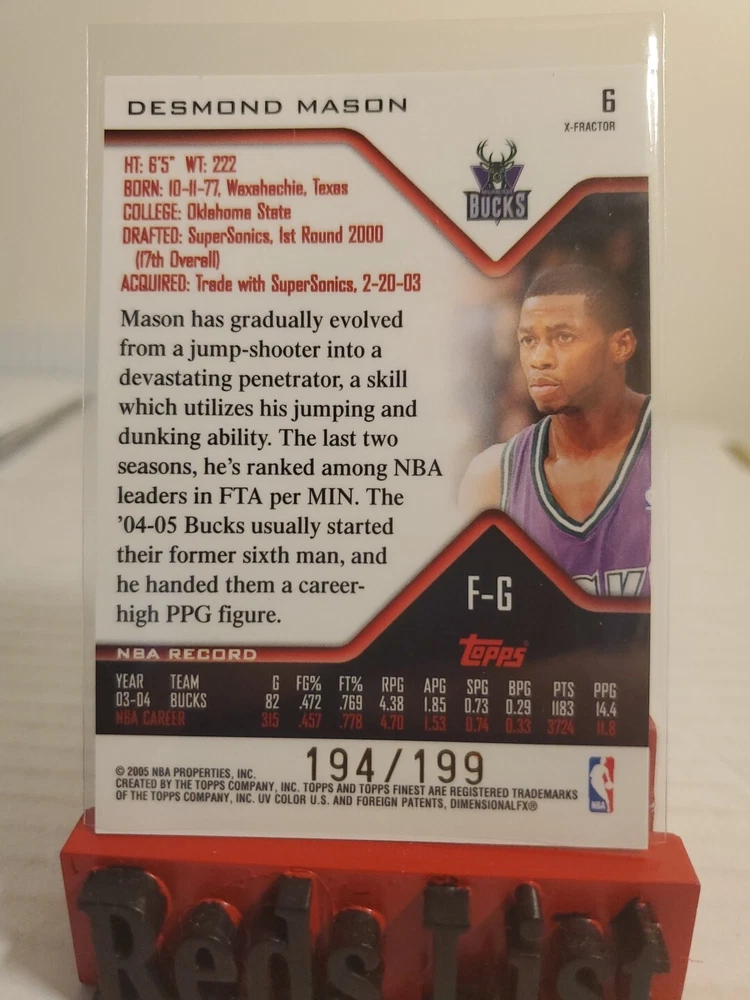 DESMOND MASON
6
X-FRACTOR
HT: 6'5" WT: 222
BORN: 10-11-77, Waxahachie, Texas
COLLEGE: Oklahoma State
DRAFTED: SuperSonics, 1st Round 2000
(17th Overall)
ACQUIRED: Trade with SuperSonics, 2-20-03
BUCKS
Mason has gradually evolved
from a jump-shooter into a
devastating penetrator, a skill
which utilizes his jumping and
dunking ability. The last two
seasons, he's ranked among NBA
leaders in FTA per MIN. The
'04-05 Bucks usually started
their former sixth man, and
he handed them a career-
high PPG figure.
F-G
topps
NBA RECORD
YEAR TEAM G FG% FT% RPG APG SPG BPG PTS PPG
03-04 BUCKS 82 .472 .769 4.38 1.85 0.73 0.29 1183 14.4
NBA CAREER 315 .457 .778 4.70 1.53 0.74 0.33 3724 11.8
194/199
© 2005 NBA PROPERTIES, INC.
CREATED BY THE TOPPS COMPANY, INC. TOPPS AND TOPPS FINEST ARE REGISTERED TRADEMARKS
OF THE TOPPS COMPANY, INC. UV COLOR U.S. AND FOREIGN PATENTS, DIMENSIONALFX®
NBA
Reds List